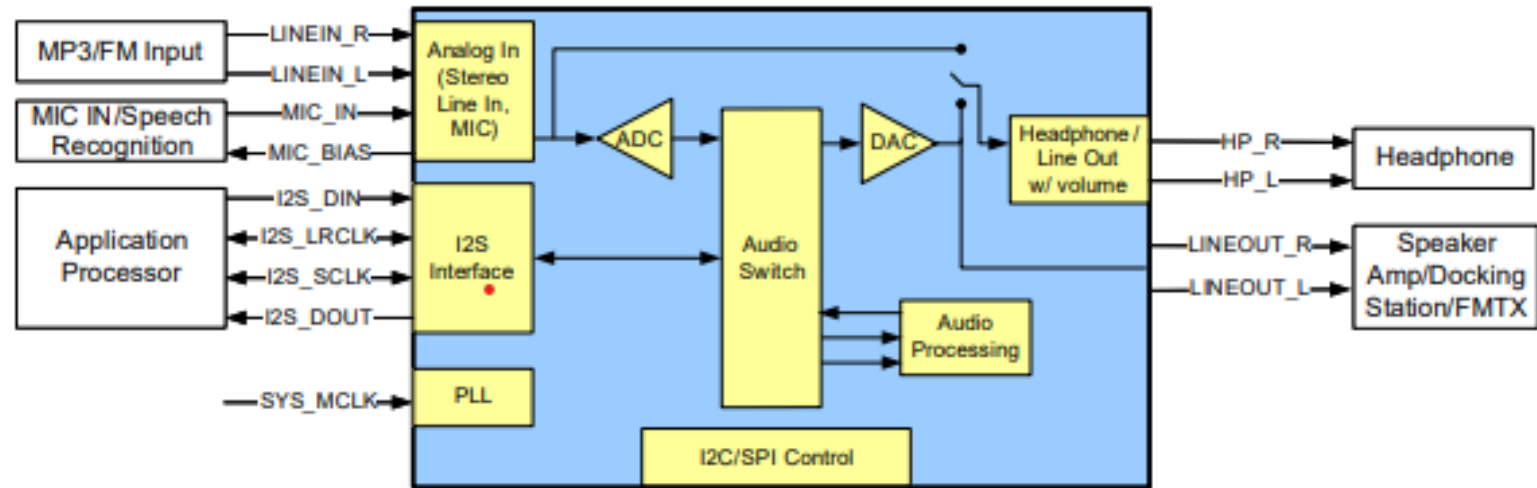 MP3/FM Input
LINEIN_R
LINEIN_L
MIC IN/Speech
Recognition
MIC_IN
MIC_BIAS
Application
Processor
I2S_DIN
I2S_LRCLK
I2S_SCLK
I2S_DOUT
SYS_MCLK
Analog In
(Stereo
Line In,
MIC)
I2S
Interface
PLL
ADC
Audio
Switch
DAC
Audio
Processing
I2C/SPI Control
Headphone /
Line Out
w/ volume
HP_R
HP_L
LINEOUT_R
LINEOUT_L
Headphone
Speaker
Amp/Docking
Station/FMTX